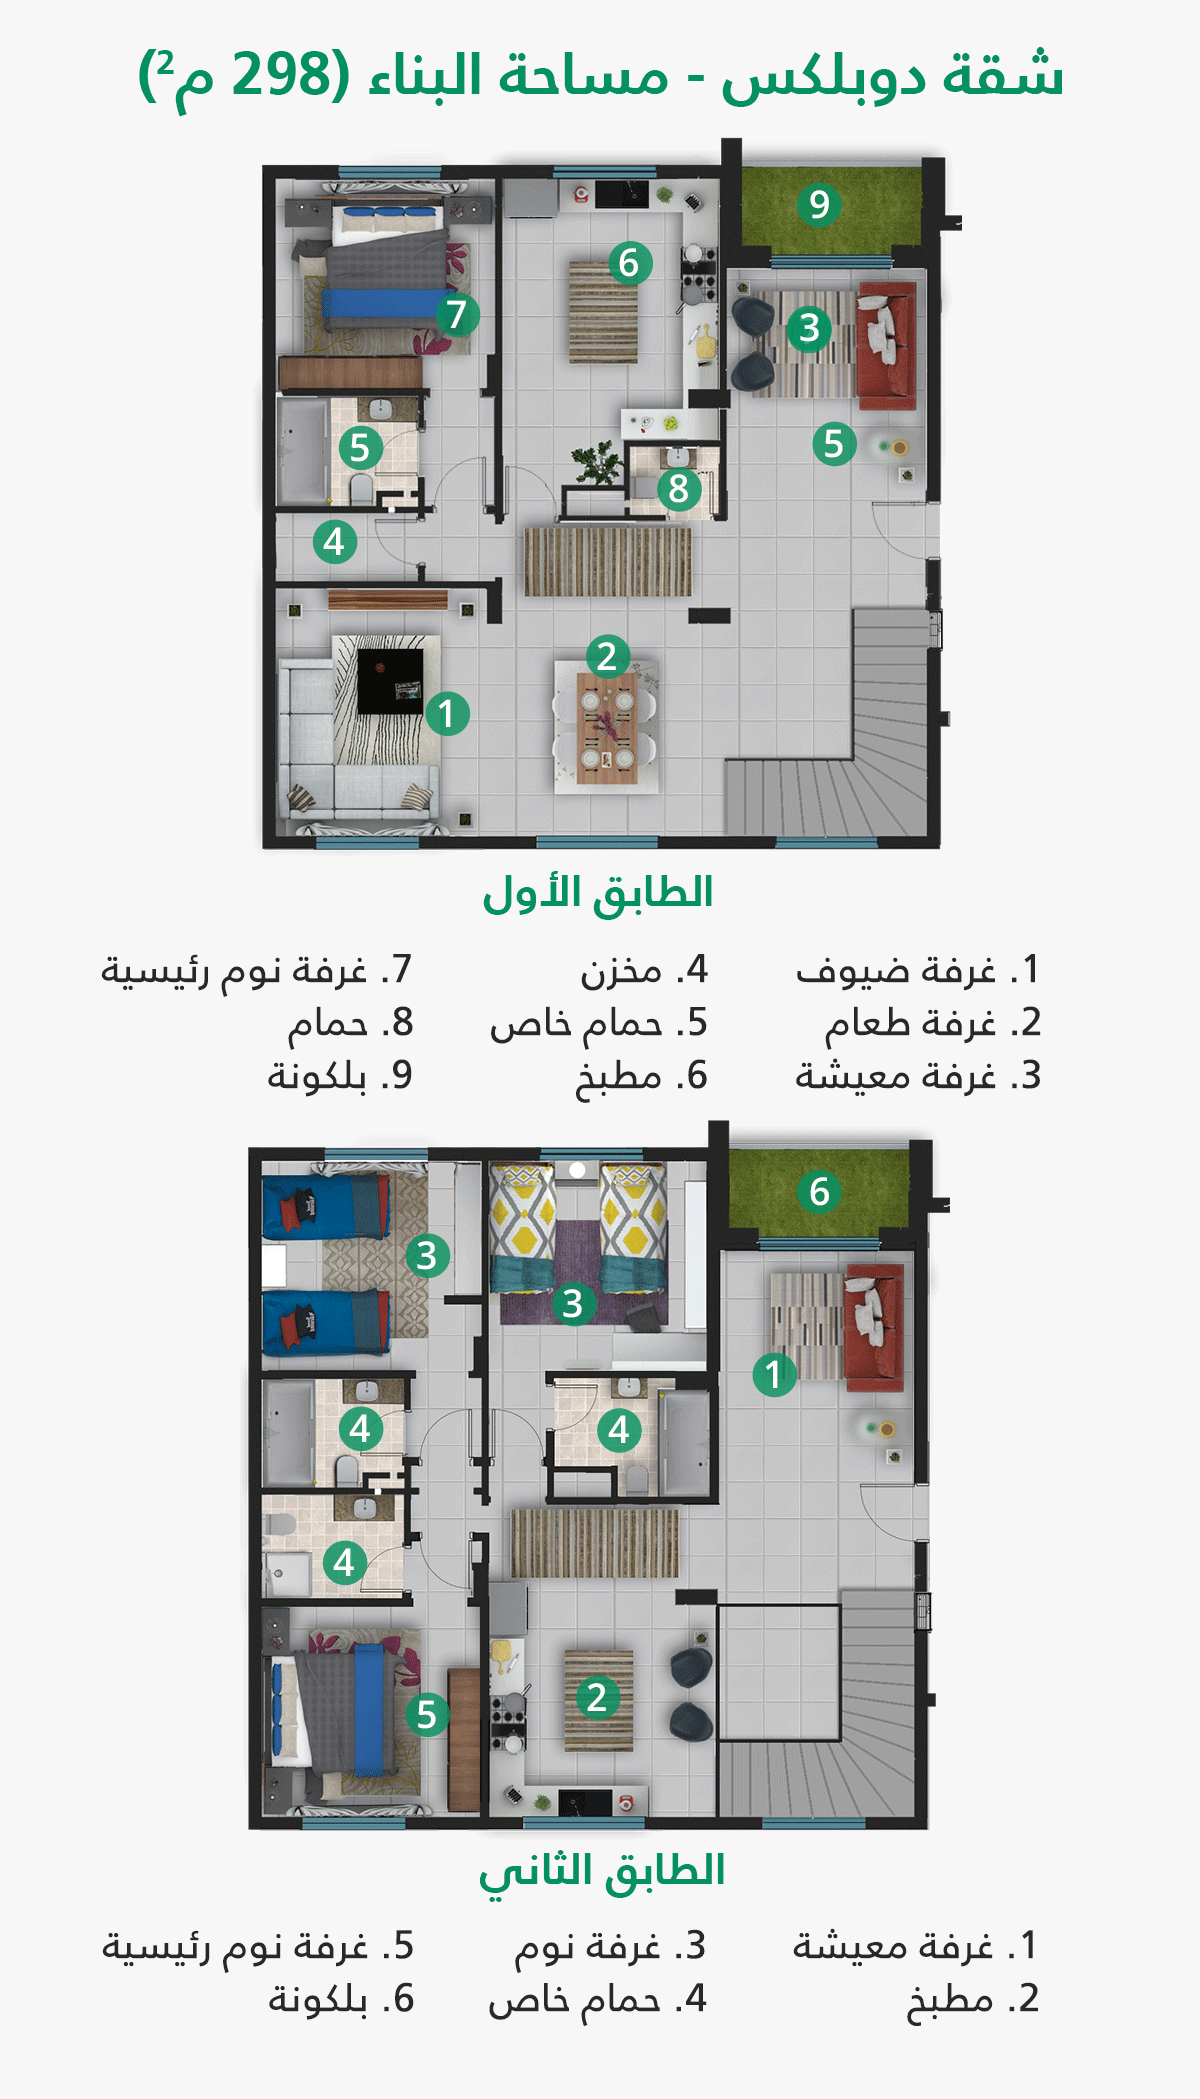 شقة دوبلكس - مساحة البناء (298 م²)
9
6
7
3
5
5
8
4
2
1
الطابق الأول
1. غرفة ضيوف
2. غرفة طعام
3. غرفة معيشة
4. مخزن
5. حمام خاص
6. مطبخ
7. غرفة نوم رئيسية
8. حمام
9. بلكونة
6
3
3
1
4
4
4
2
5
الطابق الثاني
1. غرفة معيشة
2. مطبخ
3. غرفة نوم
4. حمام خاص
5. غرفة نوم رئيسية
6. بلكونة